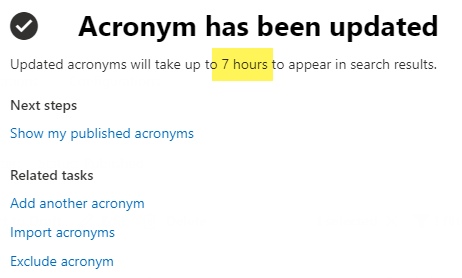 Acronym has been updated
Updated acronyms will take up to 7 hours to appear in search results.
Next steps
Show my published acronyms
Related tasks
Add another acronym
Import acronyms
Exclude acronym